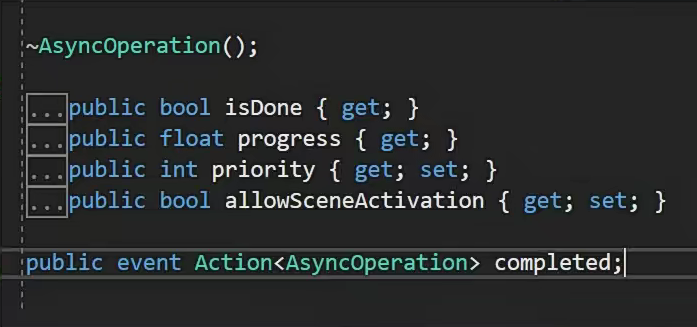 ~AsyncOperation();
...public bool isDone { get; }
...public float progress { get; }
...public int priority { get; set; }
...public bool allowSceneActivation { get; set; }
public event Action<AsyncOperation> completed;